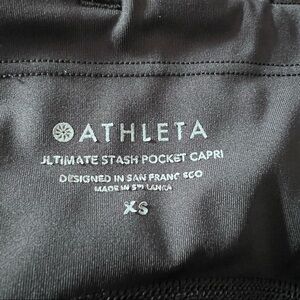 ATHLETA
ULTIMATE STASH POCKET CAPRI
DESIGNED IN SAN FRANCISCO
MADE IN SRI LANKA
XS